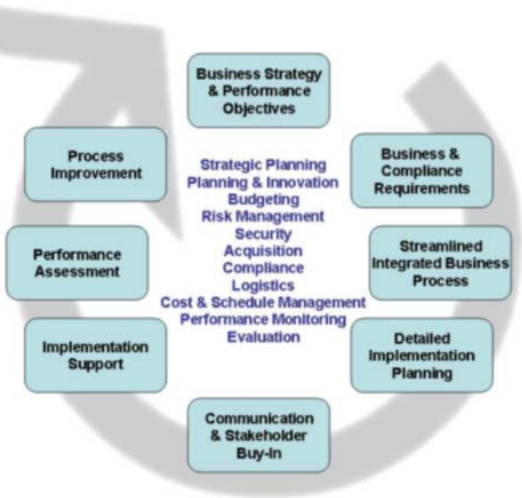 Business Strategy
& Performance
Objectives
Business &
Compliance
Requirements
Streamlined
Integrated Business
Process
Detailed
Implementation
Planning
Communication
& Stakeholder
Buy-In
Implementation
Support
Performance
Assessment
Process
Improvement
Strategic Planning
Planning & Innovation
Budgeting
Risk Management
Security
Acquisition
Compliance
Logistics
Cost & Schedule Management
Performance Monitoring
Evaluation